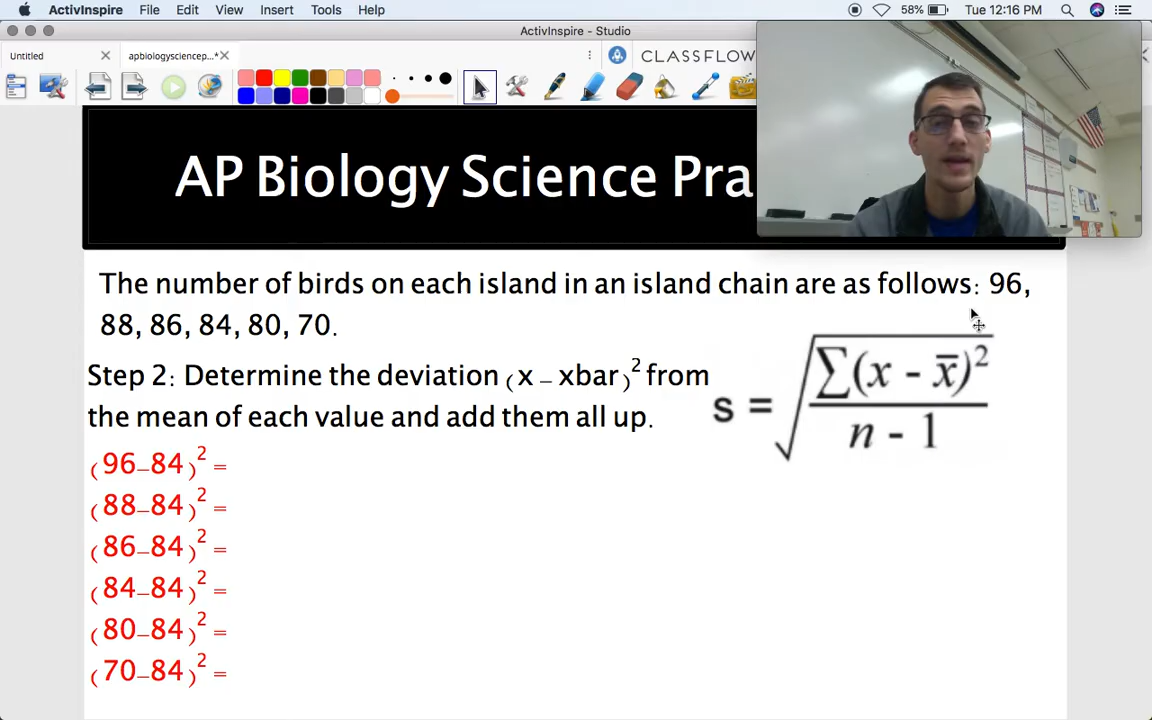 ActivInspire File Edit View Insert Tools Help 58% Tue 12:16 PM
ActivInspire - Studio
Untitled apbiologysciencep...* CLASSFLOW
AP Biology Science Pra
The number of birds on each island in an island chain are as follows: 96,
88, 86, 84, 80, 70.
Step 2: Determine the deviation (x – xbar)² from
the mean of each value and add them all up.
s = √(∑(x - x̅)² / (n - 1))
(96–84)² =
(88–84)² =
(86–84)² =
(84–84)² =
(80–84)² =
(70–84)² =